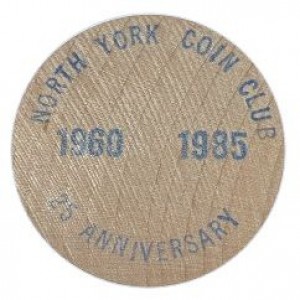 NORTH YORK COIN CLUB
1960 1985
25 ANNIVERSARY